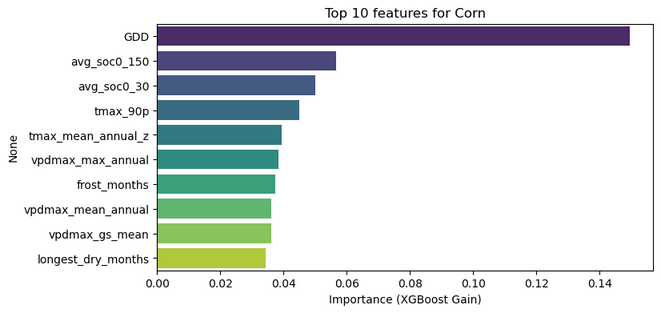 Top 10 features for Corn
GDD
avg_soc0_150
avg_soc0_30
tmax_90p
tmax_mean_annual_z
vpdmax_max_annual
frost_months
vpdmax_mean_annual
vpdmax_gs_mean
longest_dry_months
None
0.00 0.02 0.04 0.06 0.08 0.10 0.12 0.14
Importance (XGBoost Gain)